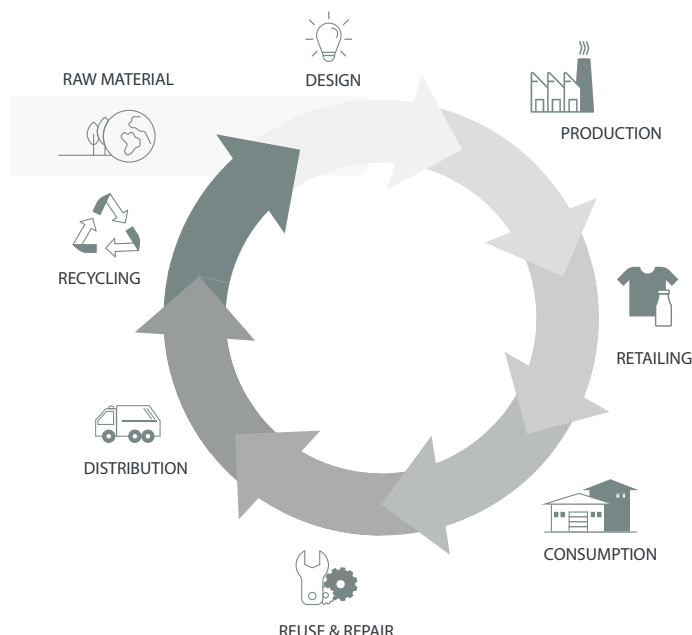 DESIGN
RAW MATERIAL
PRODUCTION
RECYCLING
RETAILING
DISTRIBUTION
CONSUMPTION
REUSE & REPAIR